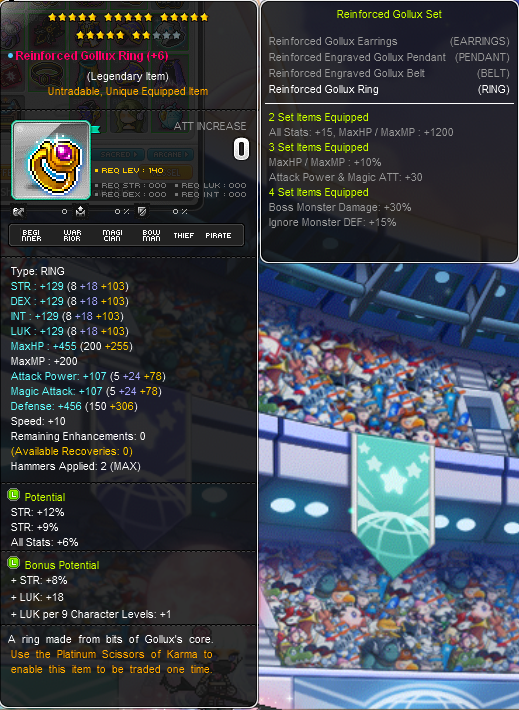 Reinforced Gollux Ring (+6)
(Legendary Item)
Untradable, Unique Equipped Item
ATT INCREASE
0
SACRED
ARCANE
• REQ LEV : 140
• REQ STR : 000 • REQ LUK : 000
• REQ DEX : 000 • REQ INT : 000
0 0 % 0 %
BEGINNER WARRIOR MAGICIAN BOWMAN THIEF PIRATE
Type: RING
STR : +129 (8 +18 +103)
DEX : +129 (8 +18 +103)
INT : +129 (8 +18 +103)
LUK : +129 (8 +18 +103)
MaxHP : +455 (200 +255)
MaxMP : +200
Attack Power: +107 (5 +24 +78)
Magic Attack: +107 (5 +24 +78)
Defense: +456 (150 +306)
Speed: +10
Remaining Enhancements: 0
(Available Recoveries: 0)
Hammers Applied: 2 (MAX)
L Potential
STR: +12%
STR: +9%
All Stats: +6%
L Bonus Potential
+ STR: +8%
+ LUK: +18
+ LUK per 9 Character Levels: +1
A ring made from bits of Gollux's core.
Use the Platinum Scissors of Karma to
enable this item to be traded one time.
Reinforced Gollux Set
Reinforced Gollux Earrings (EARRINGS)
Reinforced Engraved Gollux Pendant (PENDANT)
Reinforced Engraved Gollux Belt (BELT)
Reinforced Gollux Ring (RING)
2 Set Items Equipped
All Stats: +15, MaxHP / MaxMP : +1200
3 Set Items Equipped
MaxHP / MaxMP : +10%
Attack Power & Magic ATT: +30
4 Set Items Equipped
Boss Monster Damage: +30%
Ignore Monster DEF: +15%